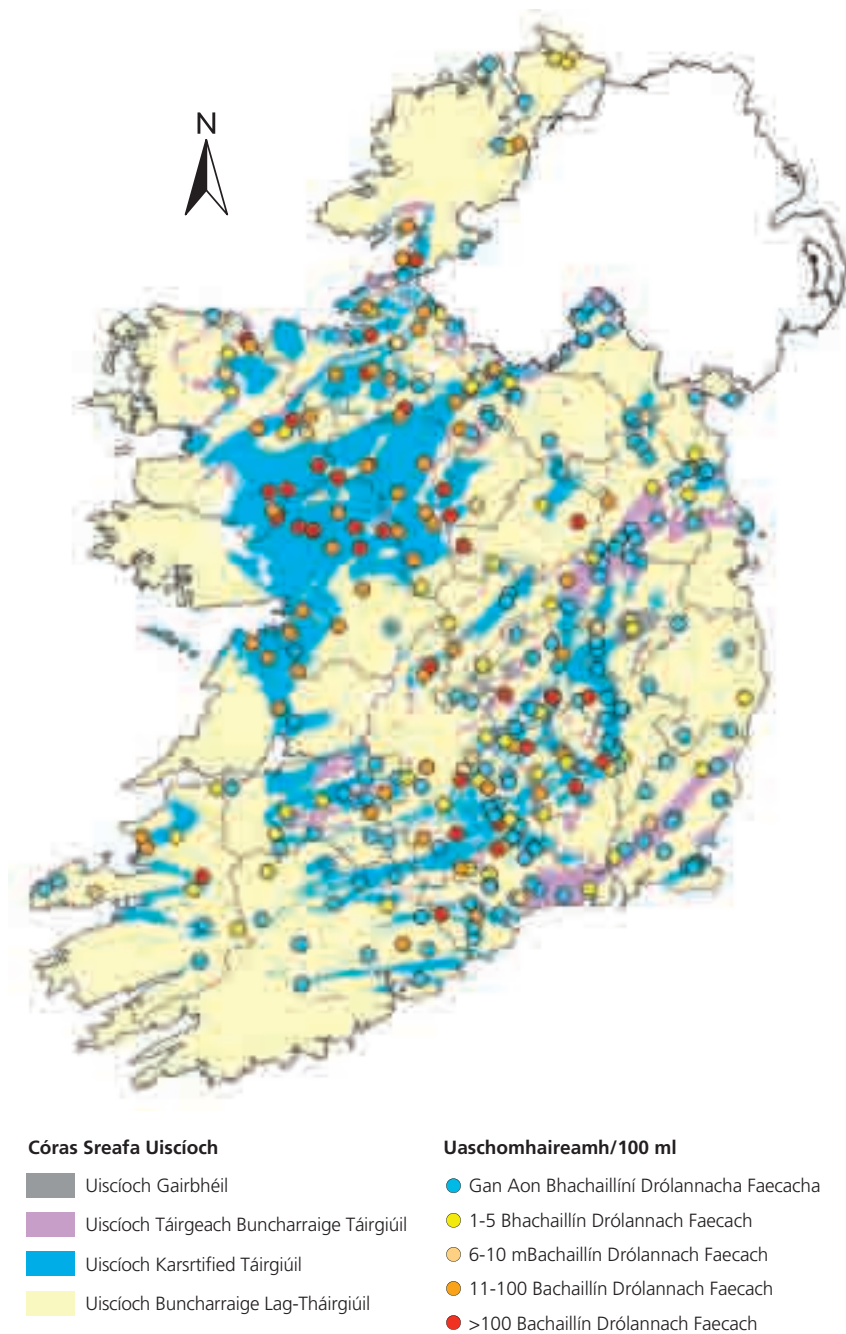 N
Córas Sreafa Uiscíoch
Uiscíoch Gairbhéil
Uiscíoch Táirgeach Buncharraige Táirgiúil
Uiscíoch Karsrtified Táirgiúil
Uiscíoch Buncharraige Lag-Tháirgiúil
Uaschomhaireamh/100 ml
Gan Aon Bhachaillíní Drólannacha Faecacha
1-5 Bhachaillín Drólannach Faecach
6-10 mBachaillín Drólannach Faecach
11-100 Bachaillín Drólannach Faecach
>100 Bachaillín Drólannach Faecach